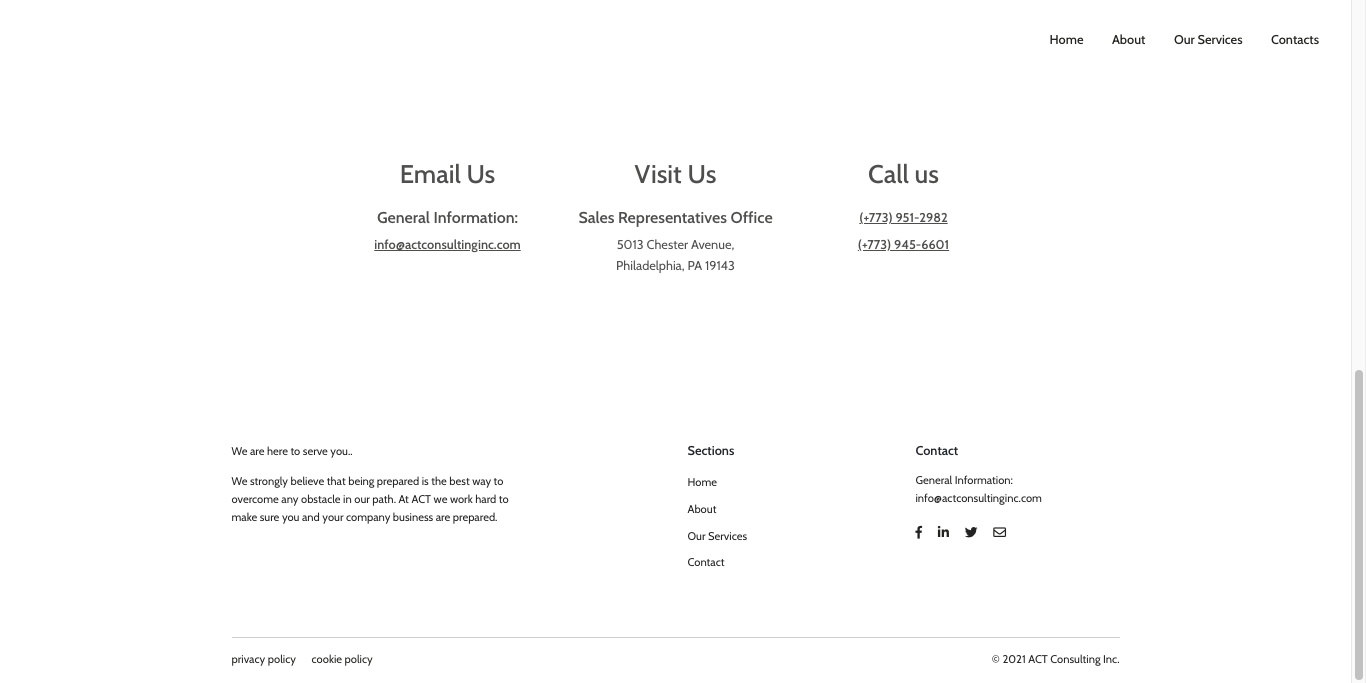 Home About Our Services Contacts
Email Us
General Information:
info@actconsultinginc.com
Visit Us
Sales Representatives Office
5013 Chester Avenue,
Philadelphia, PA 19143
Call us
(+773) 951-2982
(+773) 945-6601
We are here to serve you..
We strongly believe that being prepared is the best way to
overcome any obstacle in our path. At ACT we work hard to
make sure you and your company business are prepared.
Sections
Home
About
Our Services
Contact
Contact
General Information:
info@actconsultinginc.com
privacy policy cookie policy
© 2021 ACT Consulting Inc.